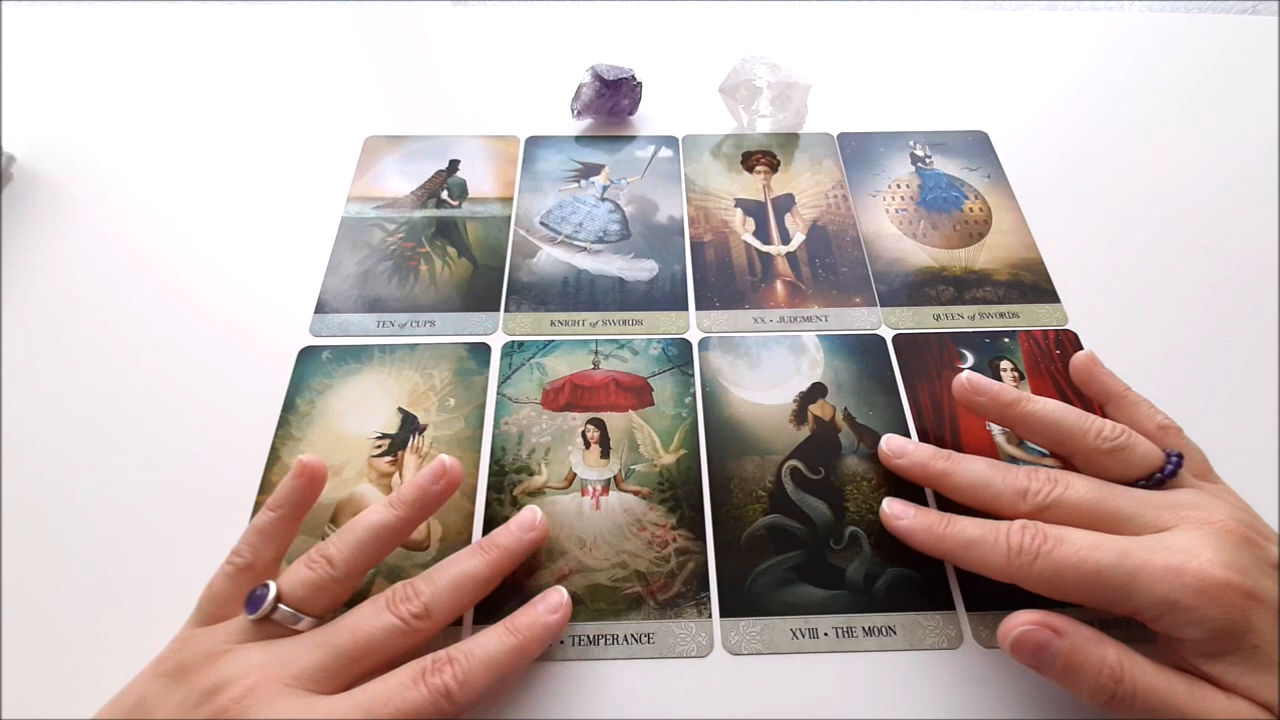 TEN of CUPS
KNIGHT of SWORDS
XX • JUDGMENT
QUEEN of SWORDS
• TEMPERANCE
XVIII • THE MOON